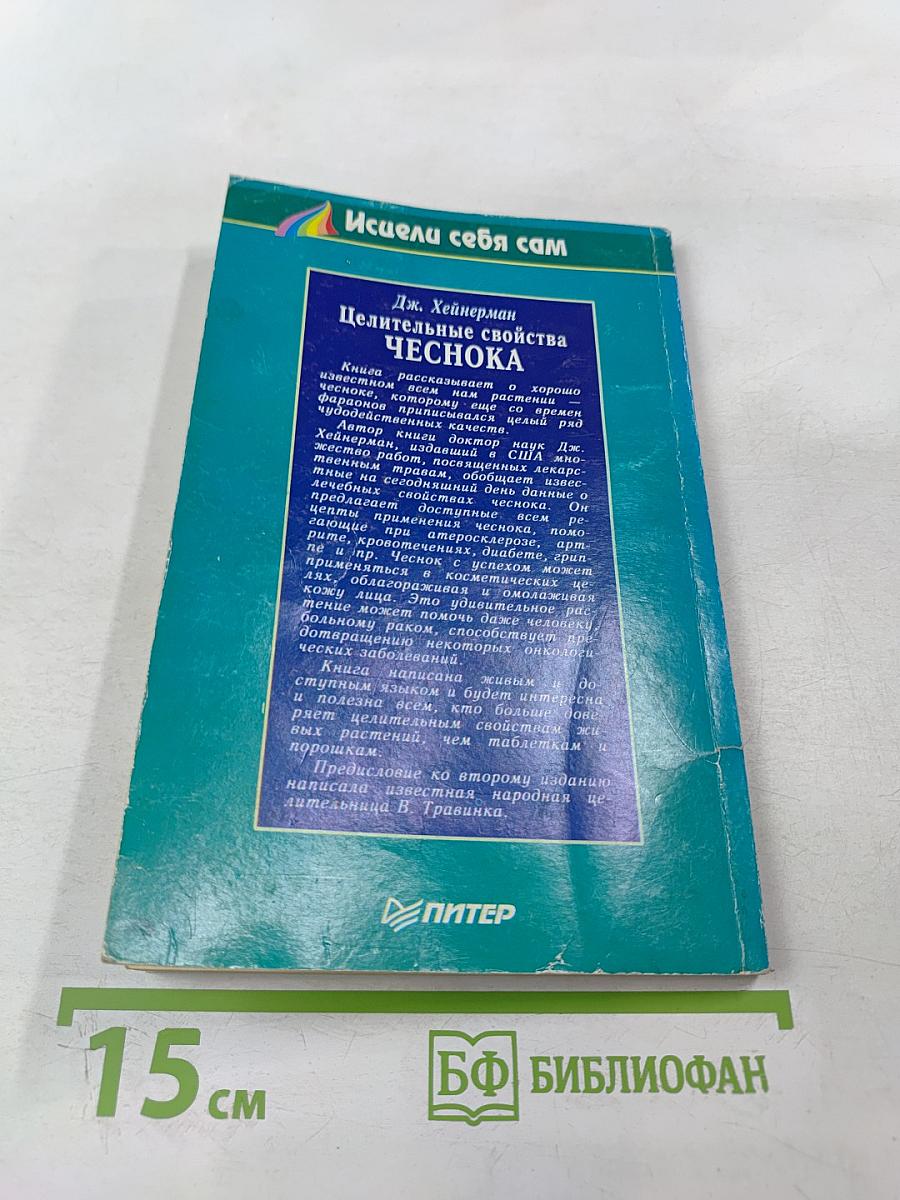 Исцели себя сам
Дж. Хейнерман
Целительные свойства
ЧЕСНОКА
Книга рассказывает о хорошо
известном всем нам растении —
чесноке, которому еще со времен
фараонов приписывался целый ряд
чудодейственных качеств.
Автор книги доктор наук Дж.
Хейнерман, издавший в США мно-
жество работ, посвященных лекарс-
твенным травам, обобщает извес-
тные на сегодняшний день данные о
лечебных свойствах чеснока. Он
предлагает доступные всем ре-
цепты применения чеснока, помо-
гающие при атеросклерозе, арт-
рите, кровотечениях, диабете, грип
пе и пр. Чеснок с успехом может
применяться в косметических це-
лях, облагораживая и омолаживая
кожу лица. Это удивительное рас-
тение может помочь даже человеку,
больному раком, способствует пре-
дотвращению некоторых онкологи
ческих заболеваний.
Книга написана живым и до-
ступным языком и будет интересна
и полезна всем, кто больше дове
ряет целительным свойствам жи
вых растений, чем таблеткам и
порошкам.
Предисловие ко второму изданию
написала известная народная це-
лительница В. Травинка.
ПИТЕР
15 см
БФ БИБЛИОФАН